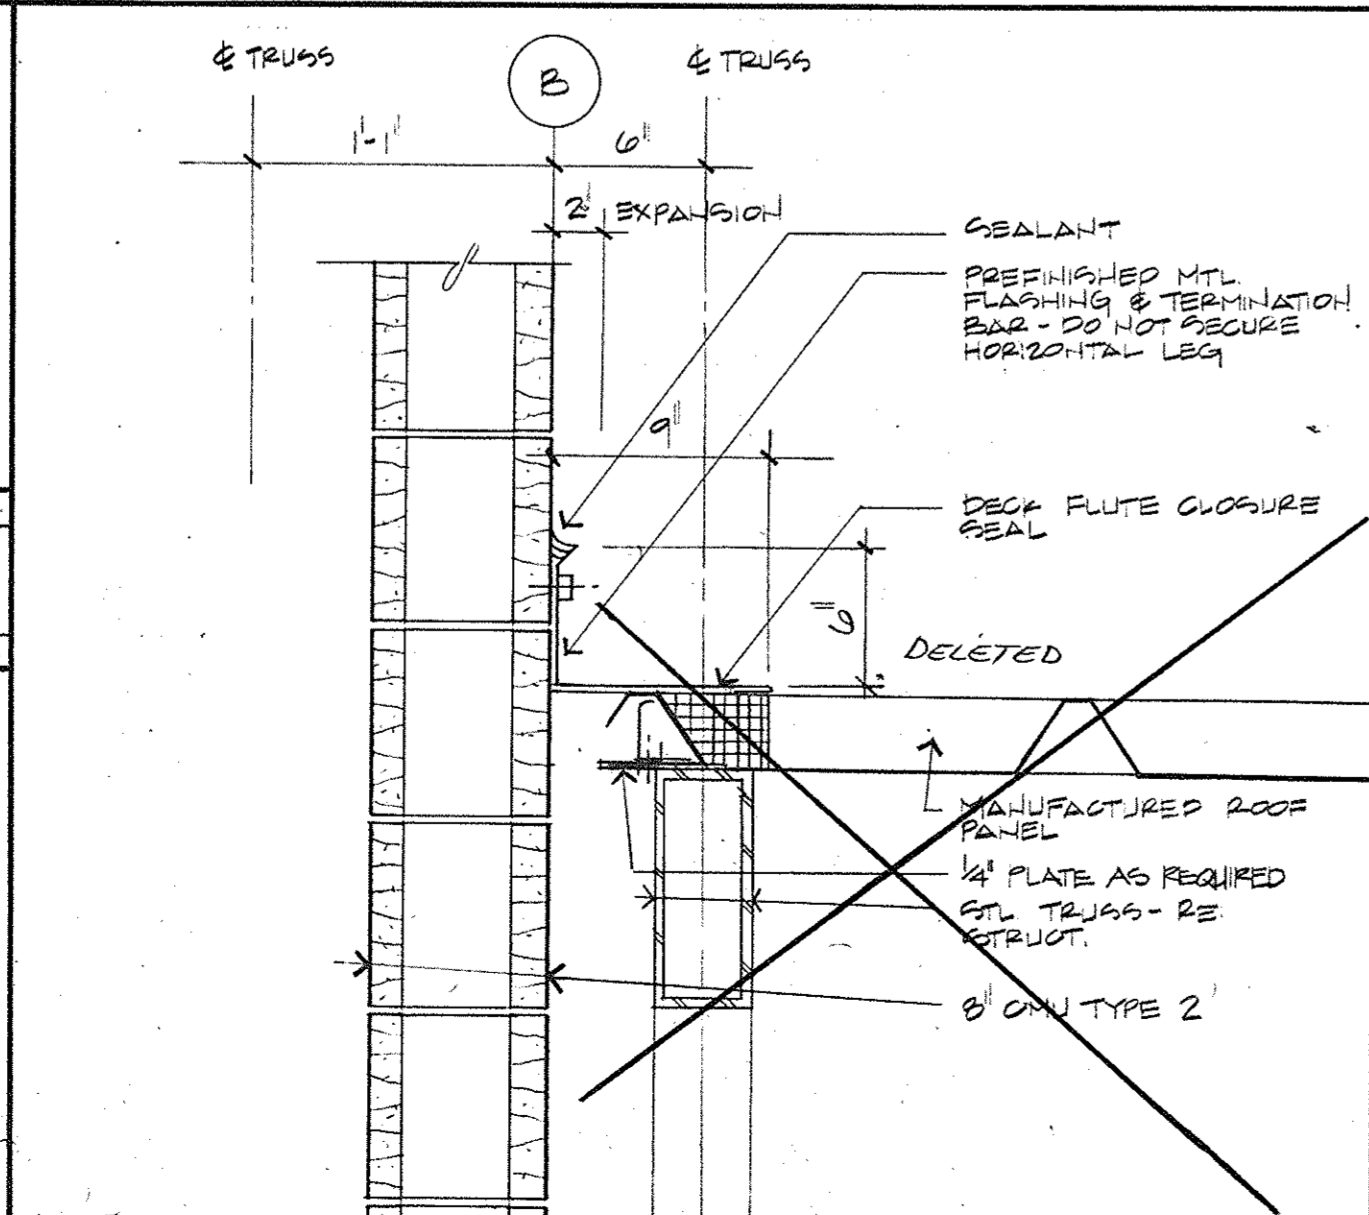 ℄ TRUSS
B
℄ TRUSS
1'-1"
6"
2" EXPANSION
SEALANT
PREFINISHED MTL.
FLASHING & TERMINATION
BAR - DO NOT SECURE
HORIZONTAL LEG
9"
DECK FLUTE CLOSURE
SEAL
6"
DELETED
MANUFACTURED ROOF
PANEL
1/4" PLATE AS REQUIRED
STL. TRUSS - RE:
STRUCT.
8" CMU TYPE 2